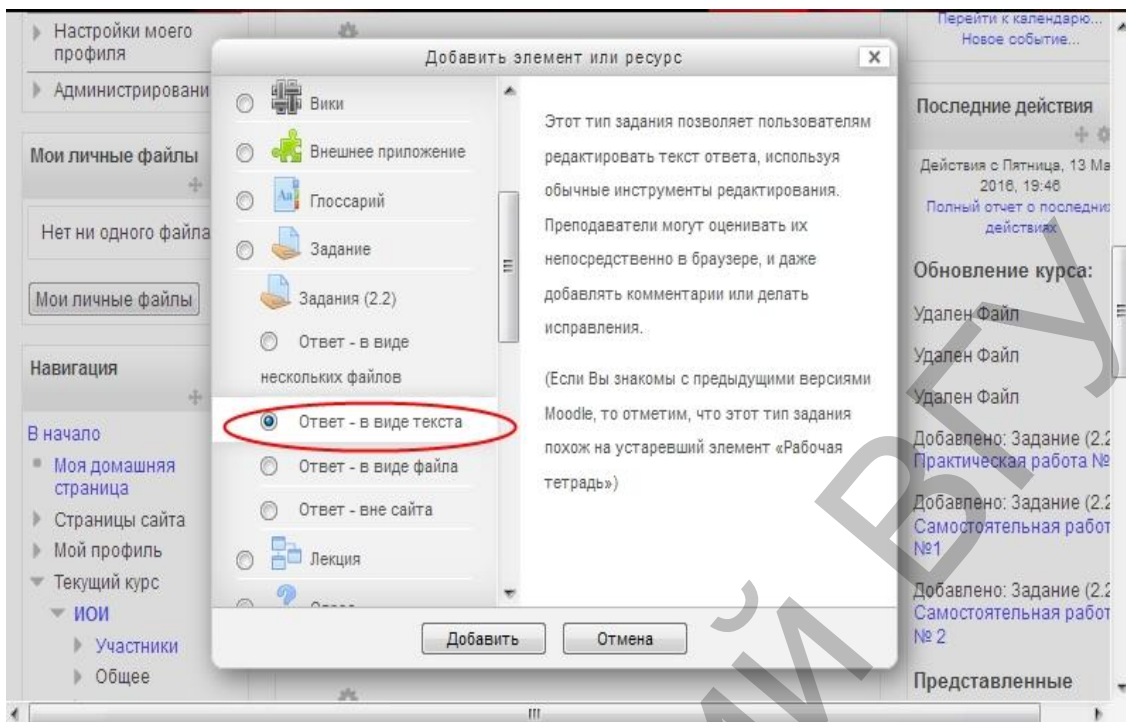 Настройки моего
профиля
Администрировани
Мои личные файлы
Нет ни одного файла
Мои личные файлы
Навигация
В начало
Моя домашняя
страница
Страницы сайта
Мой профиль
Текущий курс
ИОИ
Участники
Общее
Добавить элемент или ресурс
Вики
Внешнее приложение
Глоссарий
Задание
Задания (2.2)
Ответ - в виде
нескольких файлов
Ответ - в виде текста
Ответ - в виде файла
Ответ - вне сайта
Лекция
Этот тип задания позволяет пользователям
редактировать текст ответа, используя
обычные инструменты редактирования.
Преподаватели могут оценивать их
непосредственно в браузере, и даже
добавлять комментарии или делать
исправления.
(Если Вы знакомы с предыдущими версиями
Moodle, то отметим, что этот тип задания
похож на устаревший элемент «Рабочая
тетрадь»)
Добавить
Отмена
Перейти к календарю...
Новое событие...
Последние действия
Действия с Пятница, 13 Ма
2016, 19:46
Полный отчет о последних
действиях
Обновление курса:
Удален Файл
Удален Файл
Удален Файл
Добавлено: Задание (2.2
Практическая работа №
Добавлено: Задание (2.2
Самостоятельная работ
№1
Добавлено: Задание (2.2
Самостоятельная работ
№ 2
Представленные
МИ ВГУ